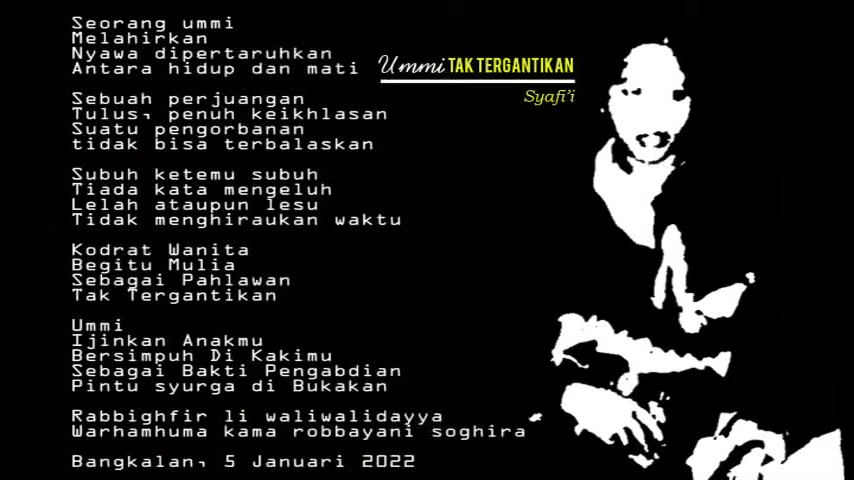 Ummi TAK TERGANTIKAN
Syafi'i
Seorang ummi
Melahirkan
Nyawa dipertaruhkan
Antara hidup dan mati
Sebuah perjuangan
Tulus, penuh keikhlasan
Suatu pengorbanan
tidak bisa terbalaskan
Subuh ketemu subuh
Tiada kata mengeluh
Lelah ataupun lesu
Tidak menghiraukan waktu
Kodrat Wanita
Begitu Mulia
Sebagai Pahlawan
Tak Tergantikan
Ummi
Ijinkan Anakmu
Bersimpuh Di Kakimu
Sebagai Bakti Pengabdian
Pintu syurga di Bukakan
Rabbighfir li waliwalidayya
Warhamhuma kama robbayani soghira
Bangkalan, 5 Januari 2022